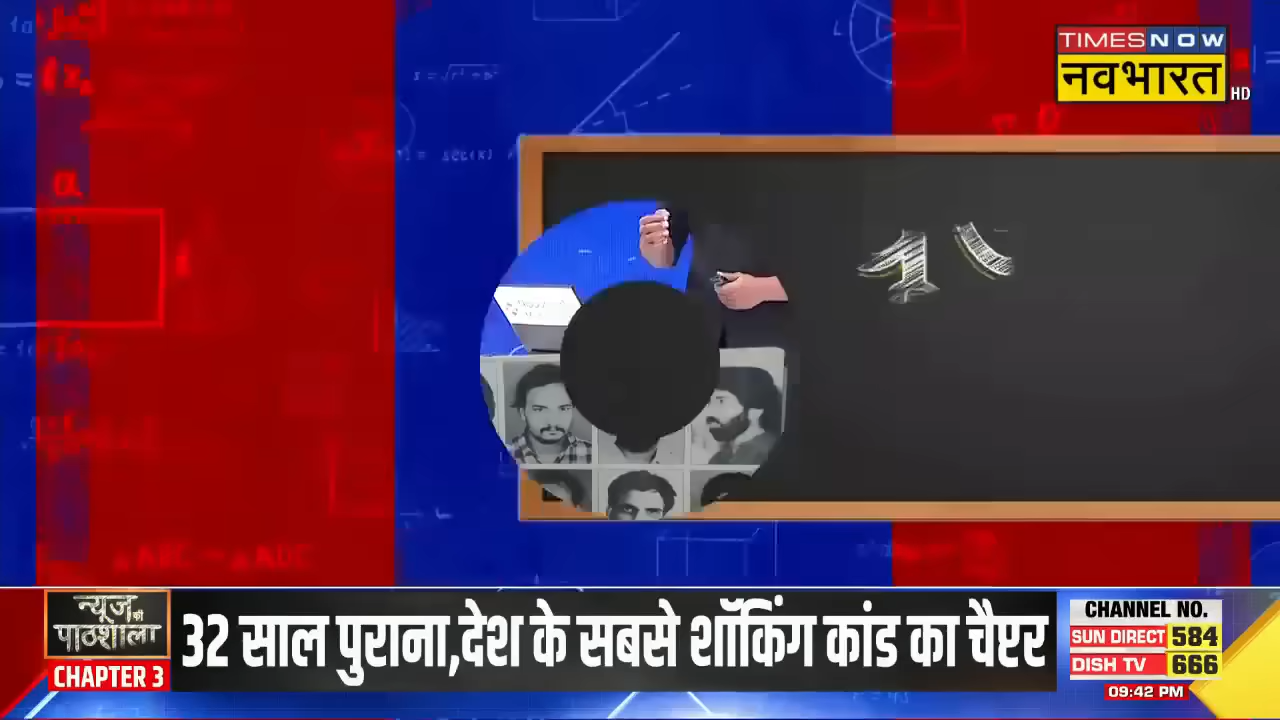 TIMES NOW
नवभारत
HD
न्यूज की
पाठशाला
CHAPTER 3
32 साल पुराना,देश के सबसे शॉकिंग कांड का चैप्टर
CHANNEL NO.
SUN DIRECT 584
DISH TV 666
09:42 PM